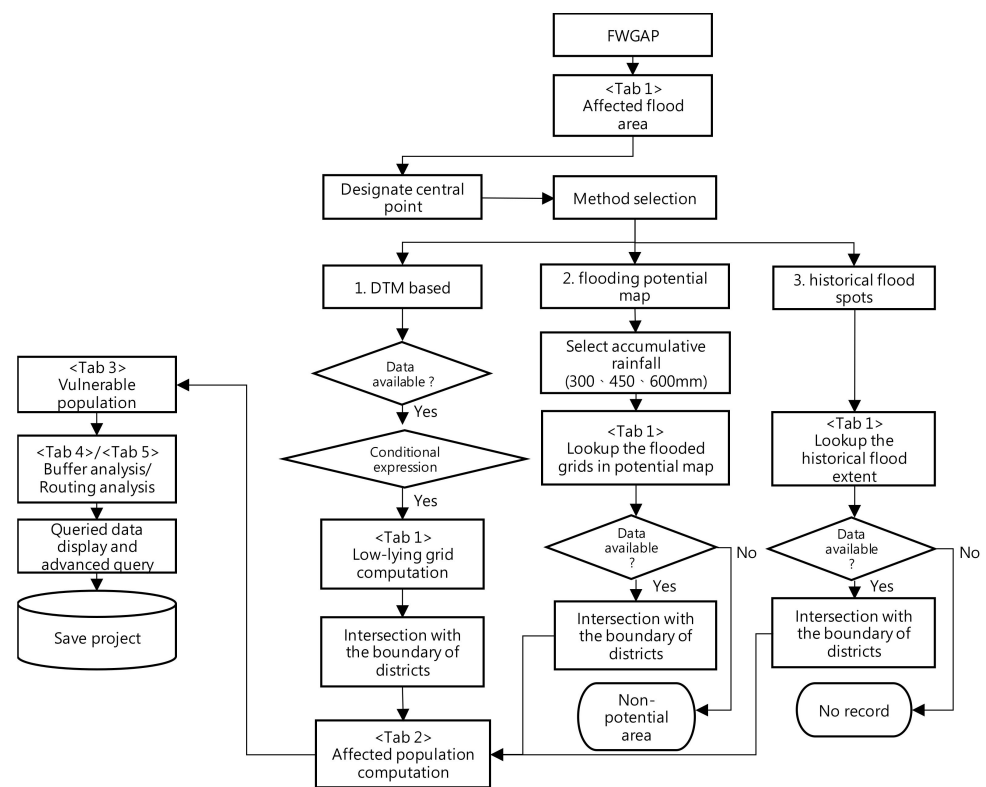 FWGAP
<Tab 1>
Affected flood
area
Designate central
point
Method selection
1. DTM based
2. flooding potential
map
3. historical flood
spots
Data
available ?
Yes
Conditional
expression
Yes
<Tab 1>
Low-lying grid
computation
Intersection with
the boundary of
districts
<Tab 2>
Affected population
computation
Select accumulative
rainfall
(300、450、600mm)
<Tab 1>
Lookup the flooded
grids in potential map
Data
available
?
No
Yes
Intersection with
the boundary of
districts
Non-
potential
area
<Tab 1>
Lookup the
historical flood
extent
Data
available
?
No
Yes
Intersection with
the boundary of
districts
No record
<Tab 3>
Vulnerable
population
<Tab 4>/<Tab 5>
Buffer analysis/
Routing analysis
Queried data
display and
advanced query
Save project